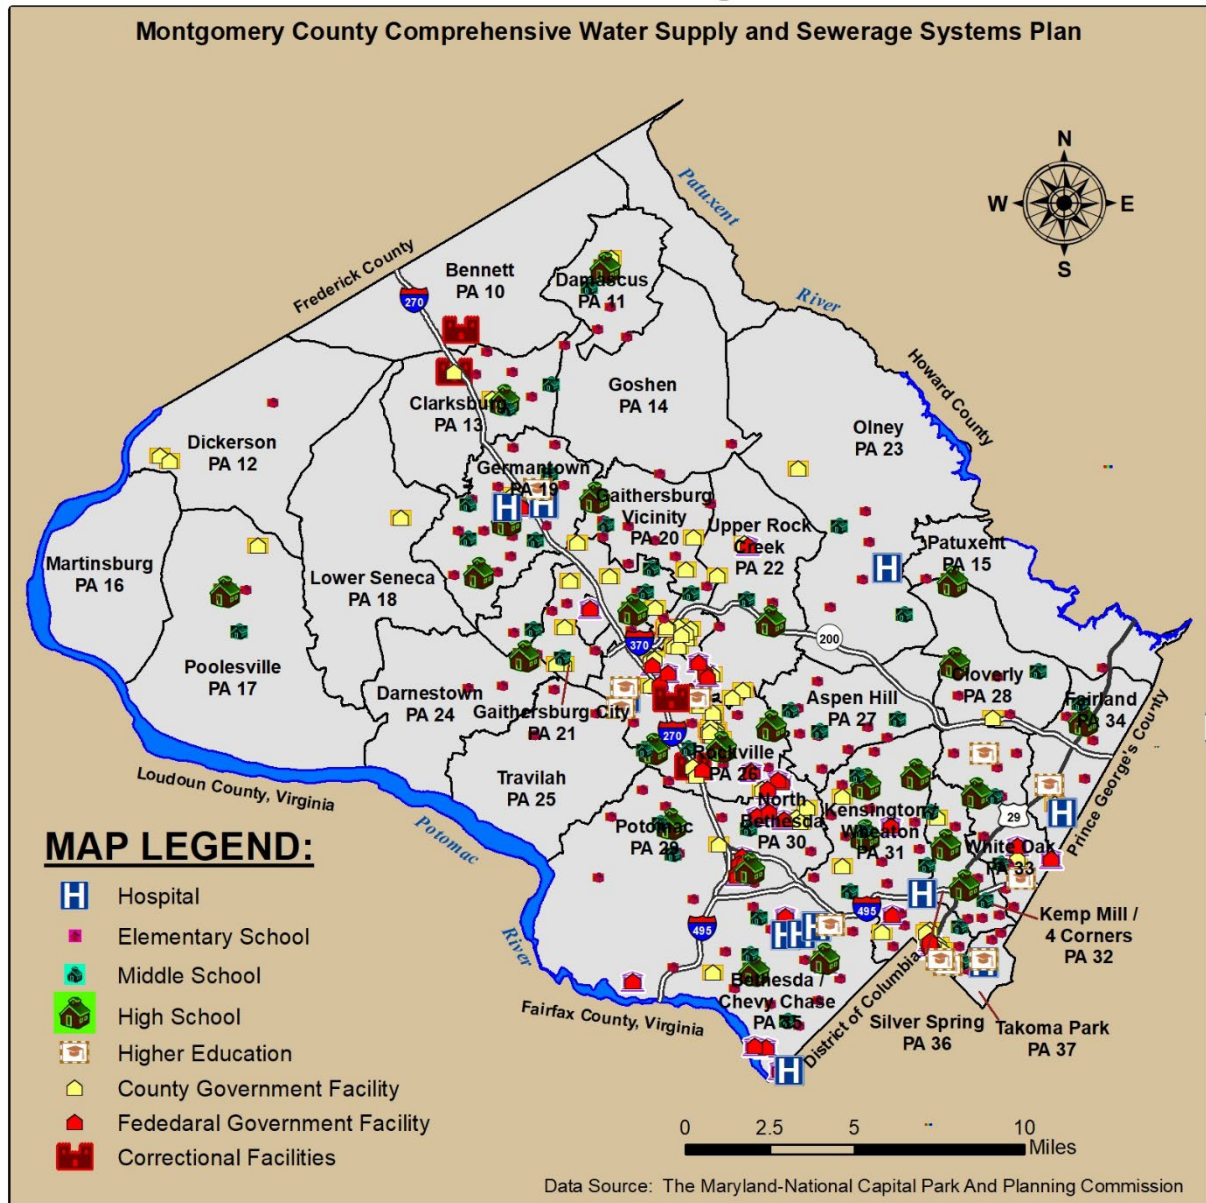 Montgomery County Comprehensive Water Supply and Sewerage Systems Plan
N
W
E
S
Patuxent
River
Frederick County
Howard County
Bennett
PA 10
Damascus
PA 11
270
Goshen
PA 14
Clarksburg
PA 13
Olney
PA 23
Dickerson
PA 12
Germantown
PA 19
Gaithersburg
Vicinity
PA 20
Upper Rock
Creek
PA 22
Patuxent
PA 15
Martinsburg
PA 16
Lower Seneca
PA 18
H
H
H
370
200
Poolesville
PA 17
Darnestown
PA 24
Gaithersburg City
PA 21
Aspen Hill
PA 27
Cloverly
PA 28
Fairland
PA 34
270
Rockville
PA 26
Travilah
PA 25
Loudoun County, Virginia
Potomac
River
Prince George's County
North
Bethesda
PA 30
Kensington
Wheaton
PA 31
29
H
Potomac
PA 29
White Oak
PA 33
495
495
H
H
H
H
H
Kemp Mill /
4 Corners
PA 32
Bethesda /
Chevy Chase
PA 35
District of Columbia
Silver Spring
PA 36
Takoma Park
PA 37
Fairfax County, Virginia
H
MAP LEGEND:
H Hospital
Elementary School
Middle School
High School
Higher Education
County Government Facility
Fededaral Government Facility
Correctional Facilities
0 2.5 5 10
Miles
Data Source: The Maryland-National Capital Park And Planning Commission